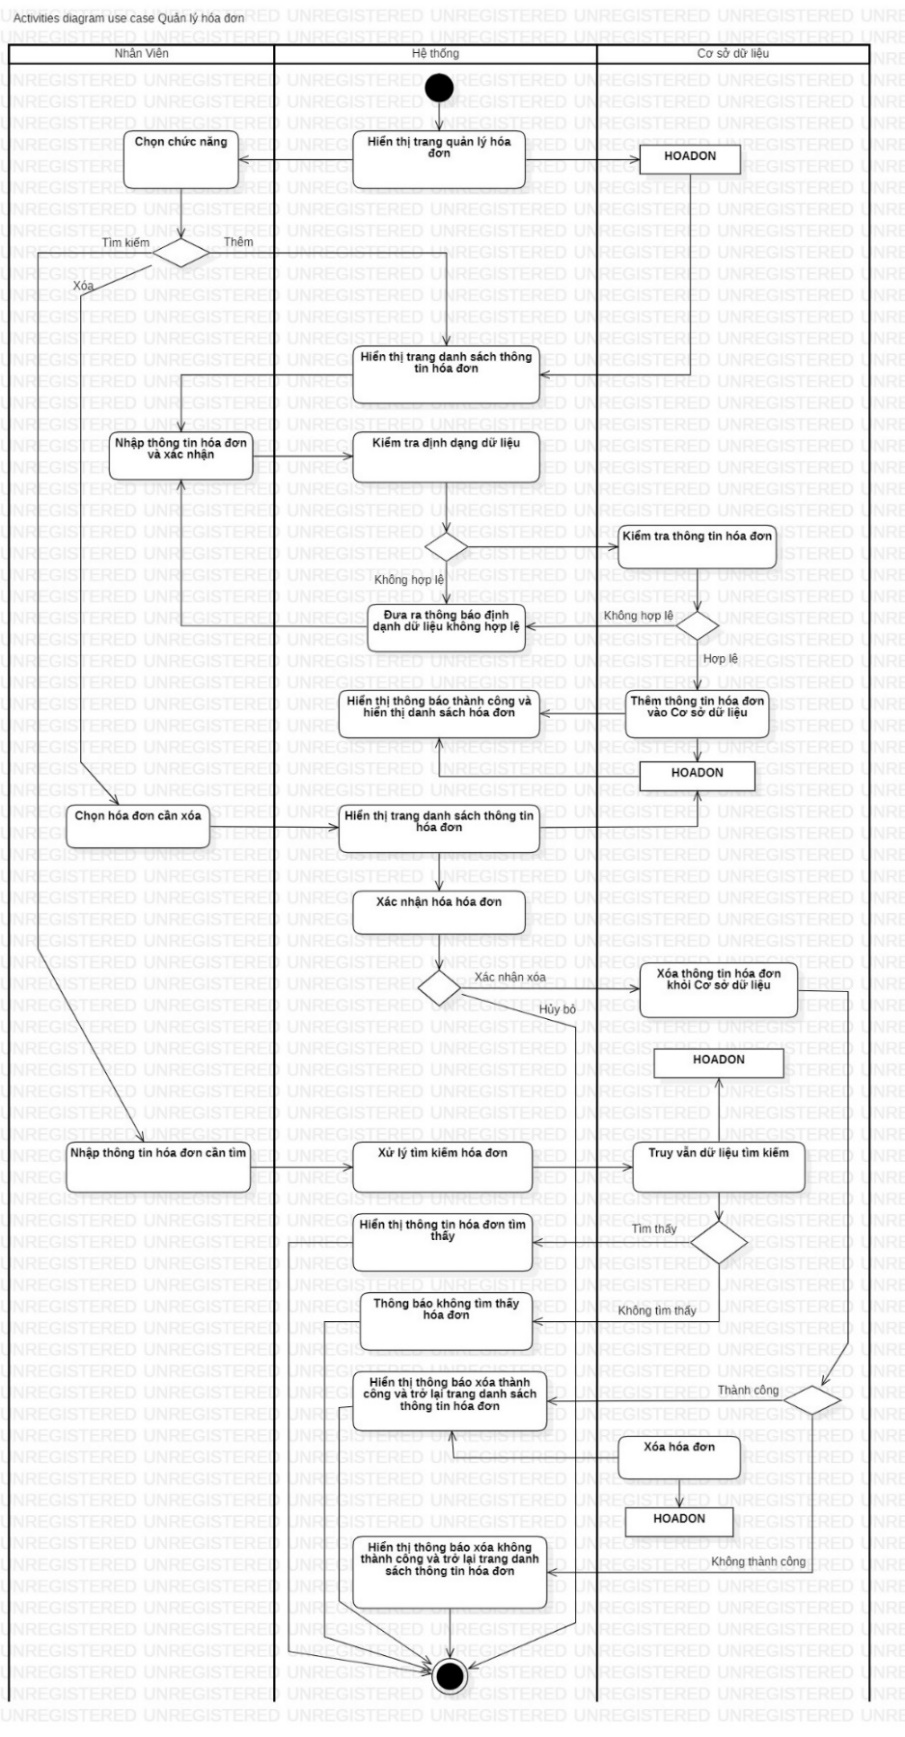 Activities diagram use case Quản lý hóa đơn
Nhân Viên
Hệ thống
Cơ sở dữ liệu
Chọn chức năng
Hiển thị trang quản lý hóa
đơn
HOADON
Tìm kiếm
Thêm
Xóa
Hiển thị trang danh sách thông
tin hóa đơn
Nhập thông tin hóa đơn
và xác nhận
Kiểm tra định dạng dữ liệu
Kiểm tra thông tin hóa đơn
Không hợp lệ
Đưa ra thông báo định
dạnh dữ liệu không hợp lệ
Không hợp lệ
Hợp lệ
Hiển thị thông báo thành công và
hiển thị danh sách hóa đơn
Thêm thông tin hóa đơn
vào Cơ sở dữ liệu
HOADON
Chọn hóa đơn cần xóa
Hiển thị trang danh sách thông tin
hóa đơn
Xác nhận hóa hóa đơn
Xác nhận xóa
Xóa thông tin hóa đơn
khỏi Cơ sở dữ liệu
Hủy bỏ
HOADON
Nhập thông tin hóa đơn cần tìm
Xử lý tìm kiếm hóa đơn
Truy vẫn dữ liệu tìm kiếm
Hiển thị thông tin hóa đơn tìm
thấy
Tìm thấy
Thông báo không tìm thấy
hóa đơn
Không tìm thấy
Hiển thị thông báo xóa thành
công và trở lại trang danh sách
thông tin hóa đơn
Thành công
Xóa hóa đơn
HOADON
Hiển thị thông báo xóa không
thành công và trở lại trang danh
sách thông tin hóa đơn
Không thành công